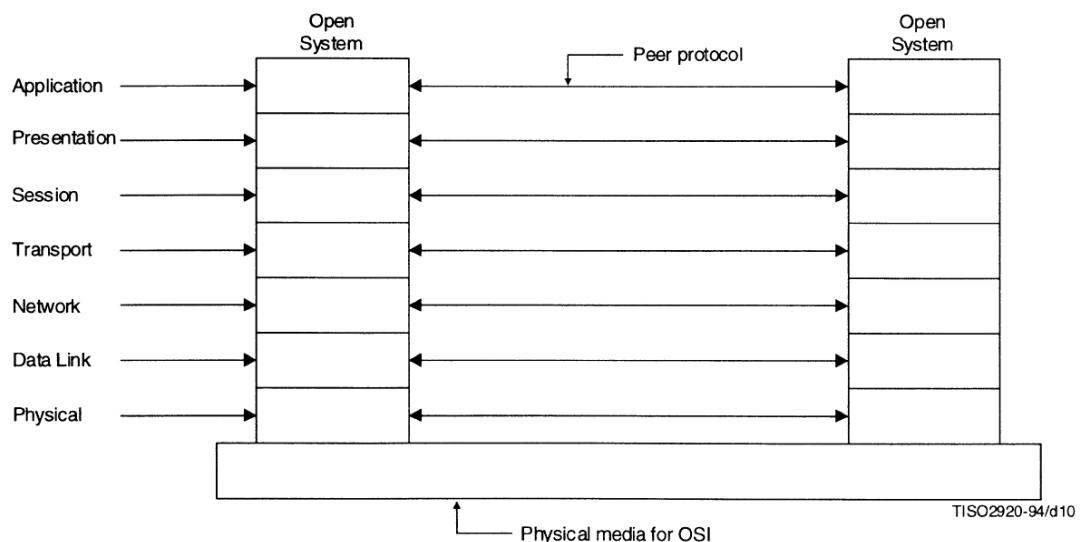 Open
System
Open
System
Peer protocol
Application
Presentation
Session
Transport
Network
Data Link
Physical
TISO2920-94/d10
Physical media for OSI